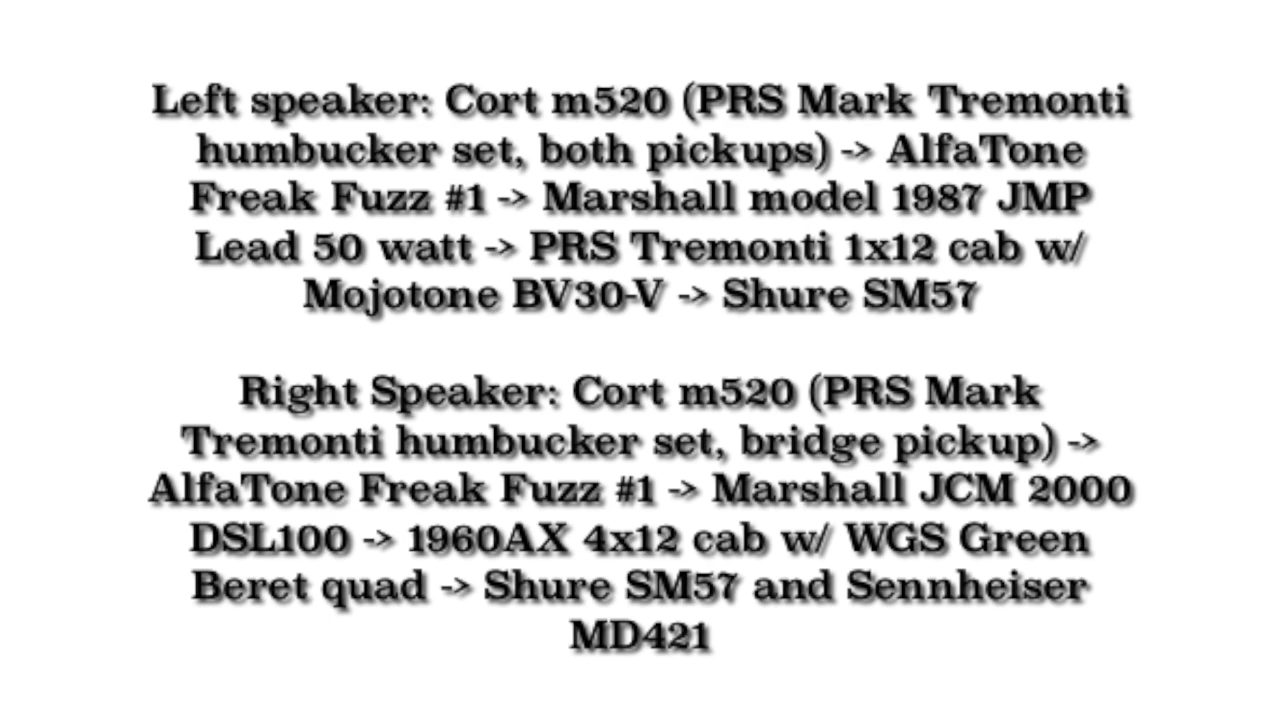 Left speaker: Cort m520 (PRS Mark Tremonti
humbucker set, both pickups) -> AlfaTone
Freak Fuzz #1 -> Marshall model 1987 JMP
Lead 50 watt -> PRS Tremonti 1x12 cab w/
Mojotone BV30-V -> Shure SM57
Right Speaker: Cort m520 (PRS Mark
Tremonti humbucker set, bridge pickup) ->
AlfaTone Freak Fuzz #1 -> Marshall JCM 2000
DSL100 -> 1960AX 4x12 cab w/ WGS Green
Beret quad -> Shure SM57 and Sennheiser
MD421